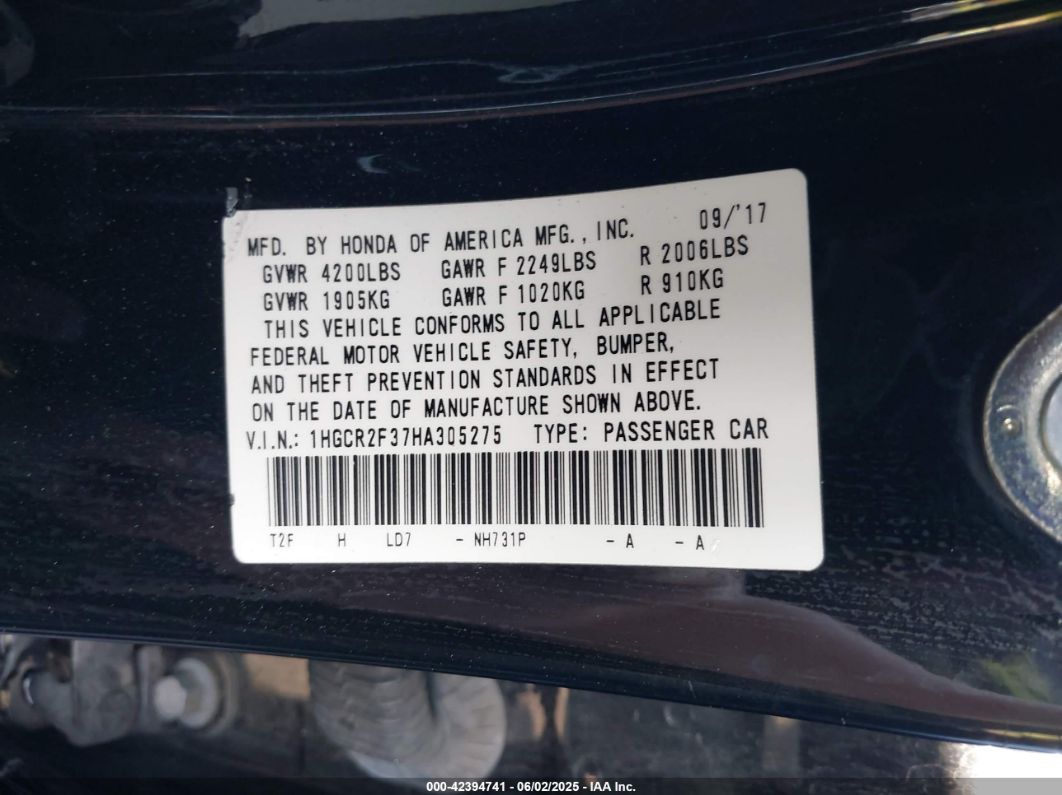 MFD. BY HONDA OF AMERICA MFG., INC. 09/'17
GVWR 4200LBS GAWR F 2249LBS R 2006LBS
GVWR 1905KG GAWR F 1020KG R 910KG
THIS VEHICLE CONFORMS TO ALL APPLICABLE
FEDERAL MOTOR VEHICLE SAFETY, BUMPER,
AND THEFT PREVENTION STANDARDS IN EFFECT
ON THE DATE OF MANUFACTURE SHOWN ABOVE.
V.I.N.: 1HGCR2F37HA305275 TYPE: PASSENGER CAR
T2F H LD7 - NH731P - A - A
000-42394741 - 06/02/2025 - IAA Inc.